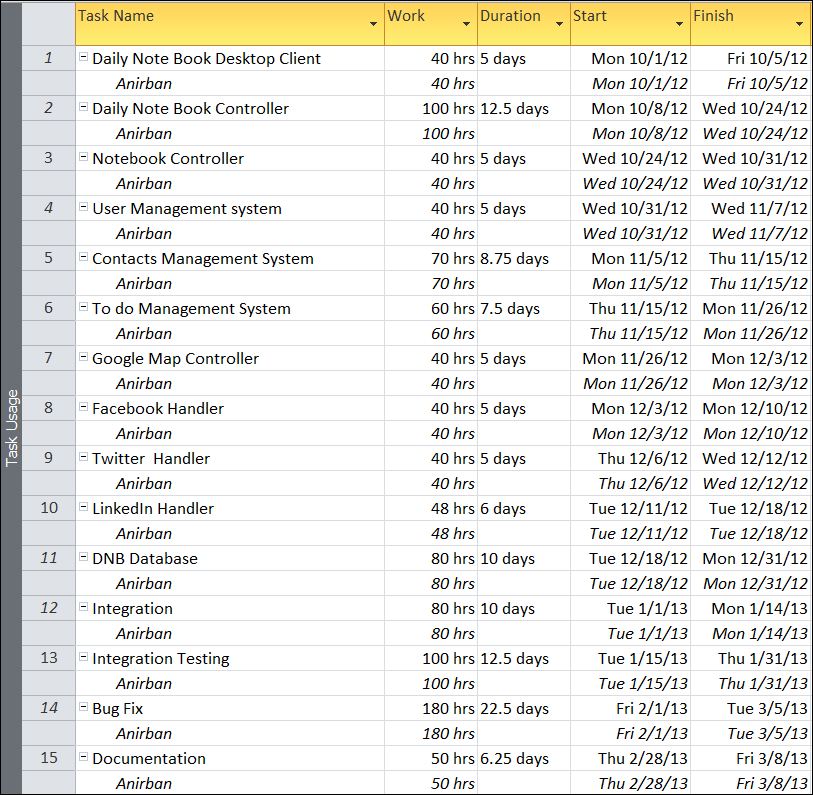 Task Name Work Duration Start Finish
1 Daily Note Book Desktop Client 40 hrs 5 days Mon 10/1/12 Fri 10/5/12
Anirban 40 hrs Mon 10/1/12 Fri 10/5/12
2 Daily Note Book Controller 100 hrs 12.5 days Mon 10/8/12 Wed 10/24/12
Anirban 100 hrs Mon 10/8/12 Wed 10/24/12
3 Notebook Controller 40 hrs 5 days Wed 10/24/12 Wed 10/31/12
Anirban 40 hrs Wed 10/24/12 Wed 10/31/12
4 User Management system 40 hrs 5 days Wed 10/31/12 Wed 11/7/12
Anirban 40 hrs Wed 10/31/12 Wed 11/7/12
5 Contacts Management System 70 hrs 8.75 days Mon 11/5/12 Thu 11/15/12
Anirban 70 hrs Mon 11/5/12 Thu 11/15/12
6 To do Management System 60 hrs 7.5 days Thu 11/15/12 Mon 11/26/12
Anirban 60 hrs Thu 11/15/12 Mon 11/26/12
7 Google Map Controller 40 hrs 5 days Mon 11/26/12 Mon 12/3/12
Anirban 40 hrs Mon 11/26/12 Mon 12/3/12
8 Facebook Handler 40 hrs 5 days Mon 12/3/12 Mon 12/10/12
Anirban 40 hrs Mon 12/3/12 Mon 12/10/12
9 Twitter Handler 40 hrs 5 days Thu 12/6/12 Wed 12/12/12
Anirban 40 hrs Thu 12/6/12 Wed 12/12/12
10 LinkedIn Handler 48 hrs 6 days Tue 12/11/12 Tue 12/18/12
Anirban 48 hrs Tue 12/11/12 Tue 12/18/12
11 DNB Database 80 hrs 10 days Tue 12/18/12 Mon 12/31/12
Anirban 80 hrs Tue 12/18/12 Mon 12/31/12
12 Integration 80 hrs 10 days Tue 1/1/13 Mon 1/14/13
Anirban 80 hrs Tue 1/1/13 Mon 1/14/13
13 Integration Testing 100 hrs 12.5 days Tue 1/15/13 Thu 1/31/13
Anirban 100 hrs Tue 1/15/13 Thu 1/31/13
14 Bug Fix 180 hrs 22.5 days Fri 2/1/13 Tue 3/5/13
Anirban 180 hrs Fri 2/1/13 Tue 3/5/13
15 Documentation 50 hrs 6.25 days Thu 2/28/13 Fri 3/8/13
Anirban 50 hrs Thu 2/28/13 Fri 3/8/13
Task Usage